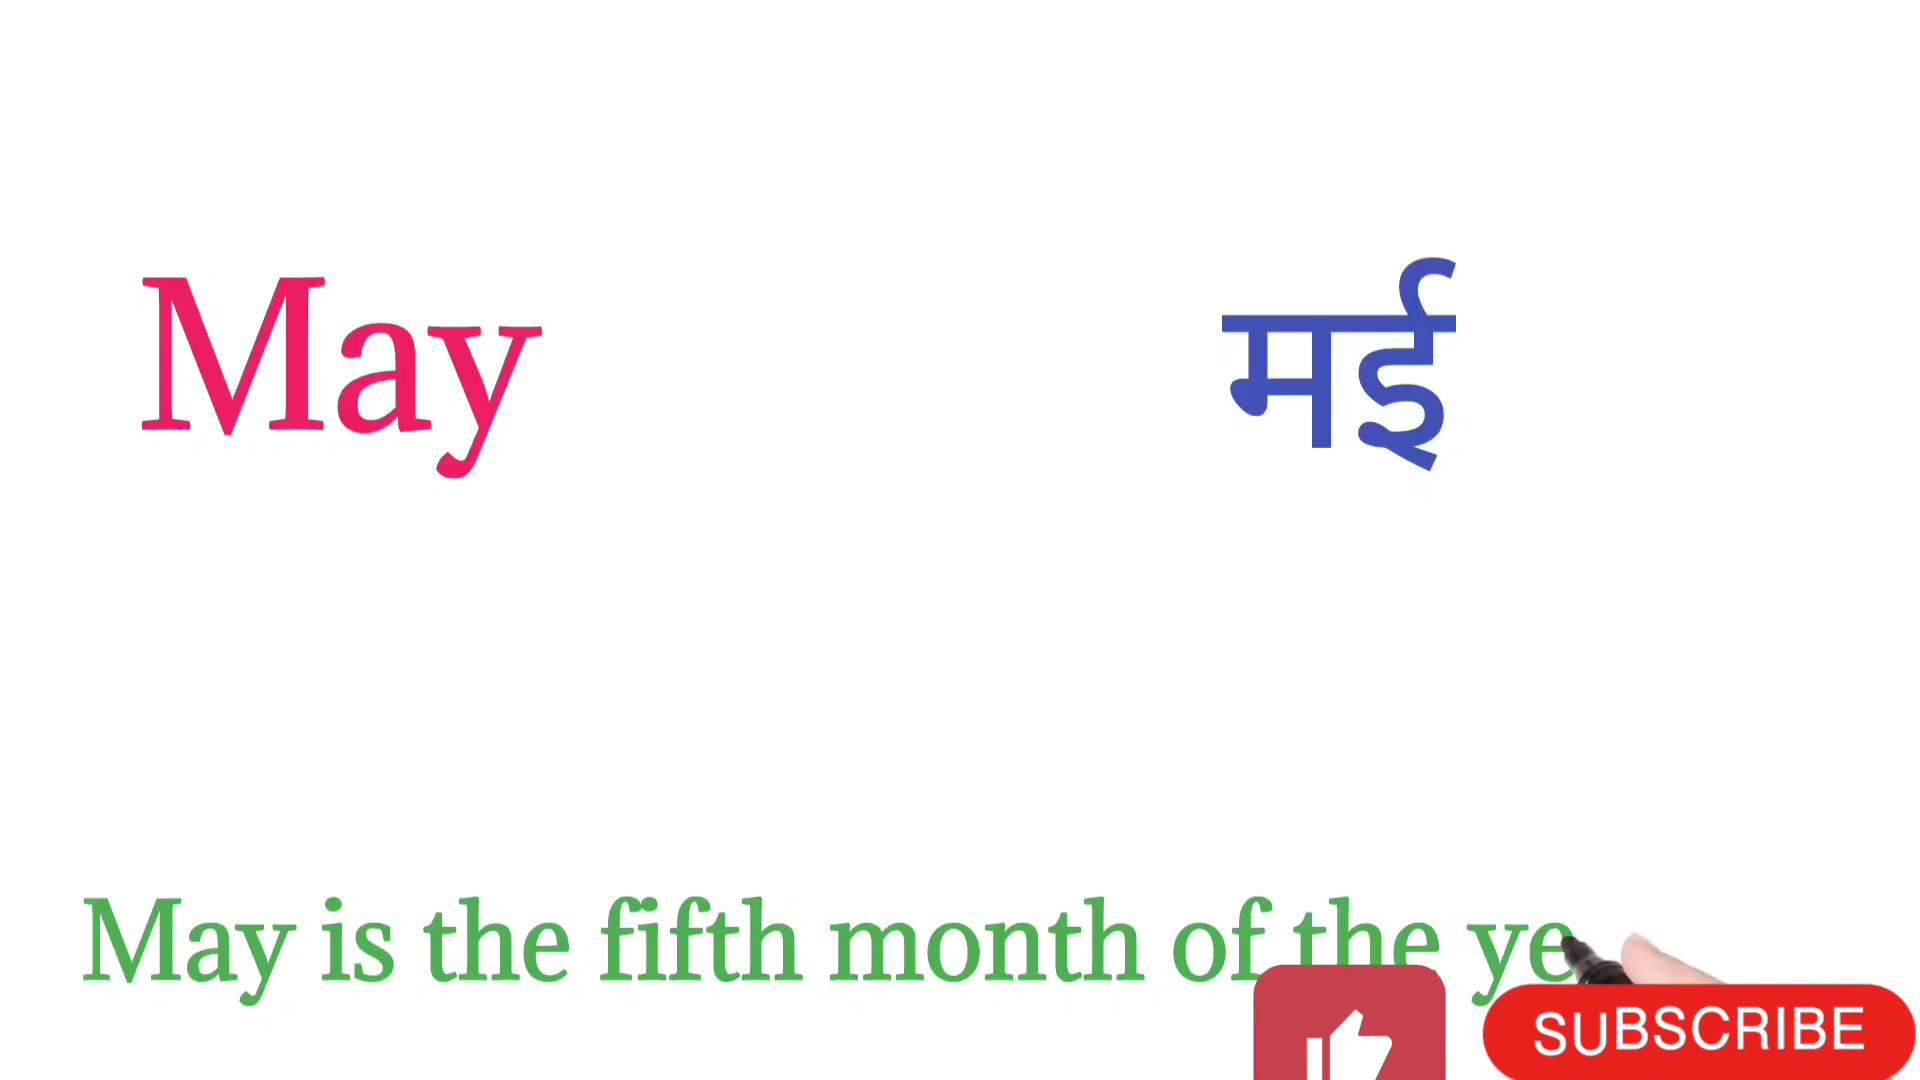 May
मई
May is the fifth month of the ye
SUBSCRIBE